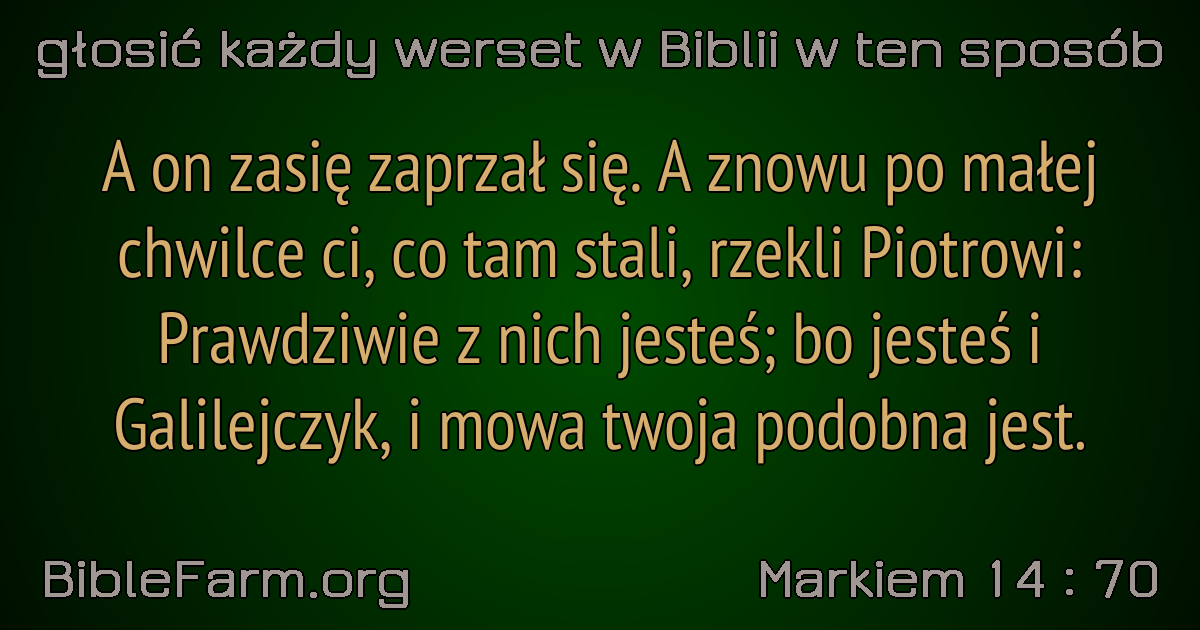 głosić każdy werset w Biblii w ten sposób
A on zasię zaprzał się. A znowu po małej
chwilce ci, co tam stali, rzekli Piotrowi:
Prawdziwie z nich jesteś; bo jesteś i
Galilejczyk, i mowa twoja podobna jest.
BibleFarm.org
Markiem 14 : 70